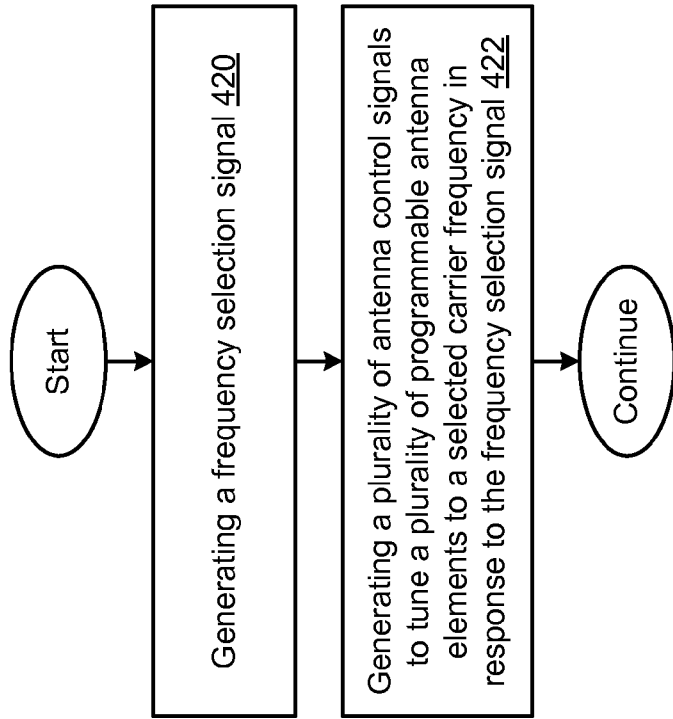 Start
Generating a frequency selection signal 420
Generating a plurality of antenna control signals
to tune a plurality of programmable antenna
elements to a selected carrier frequency in
response to the frequency selection signal 422
Continue